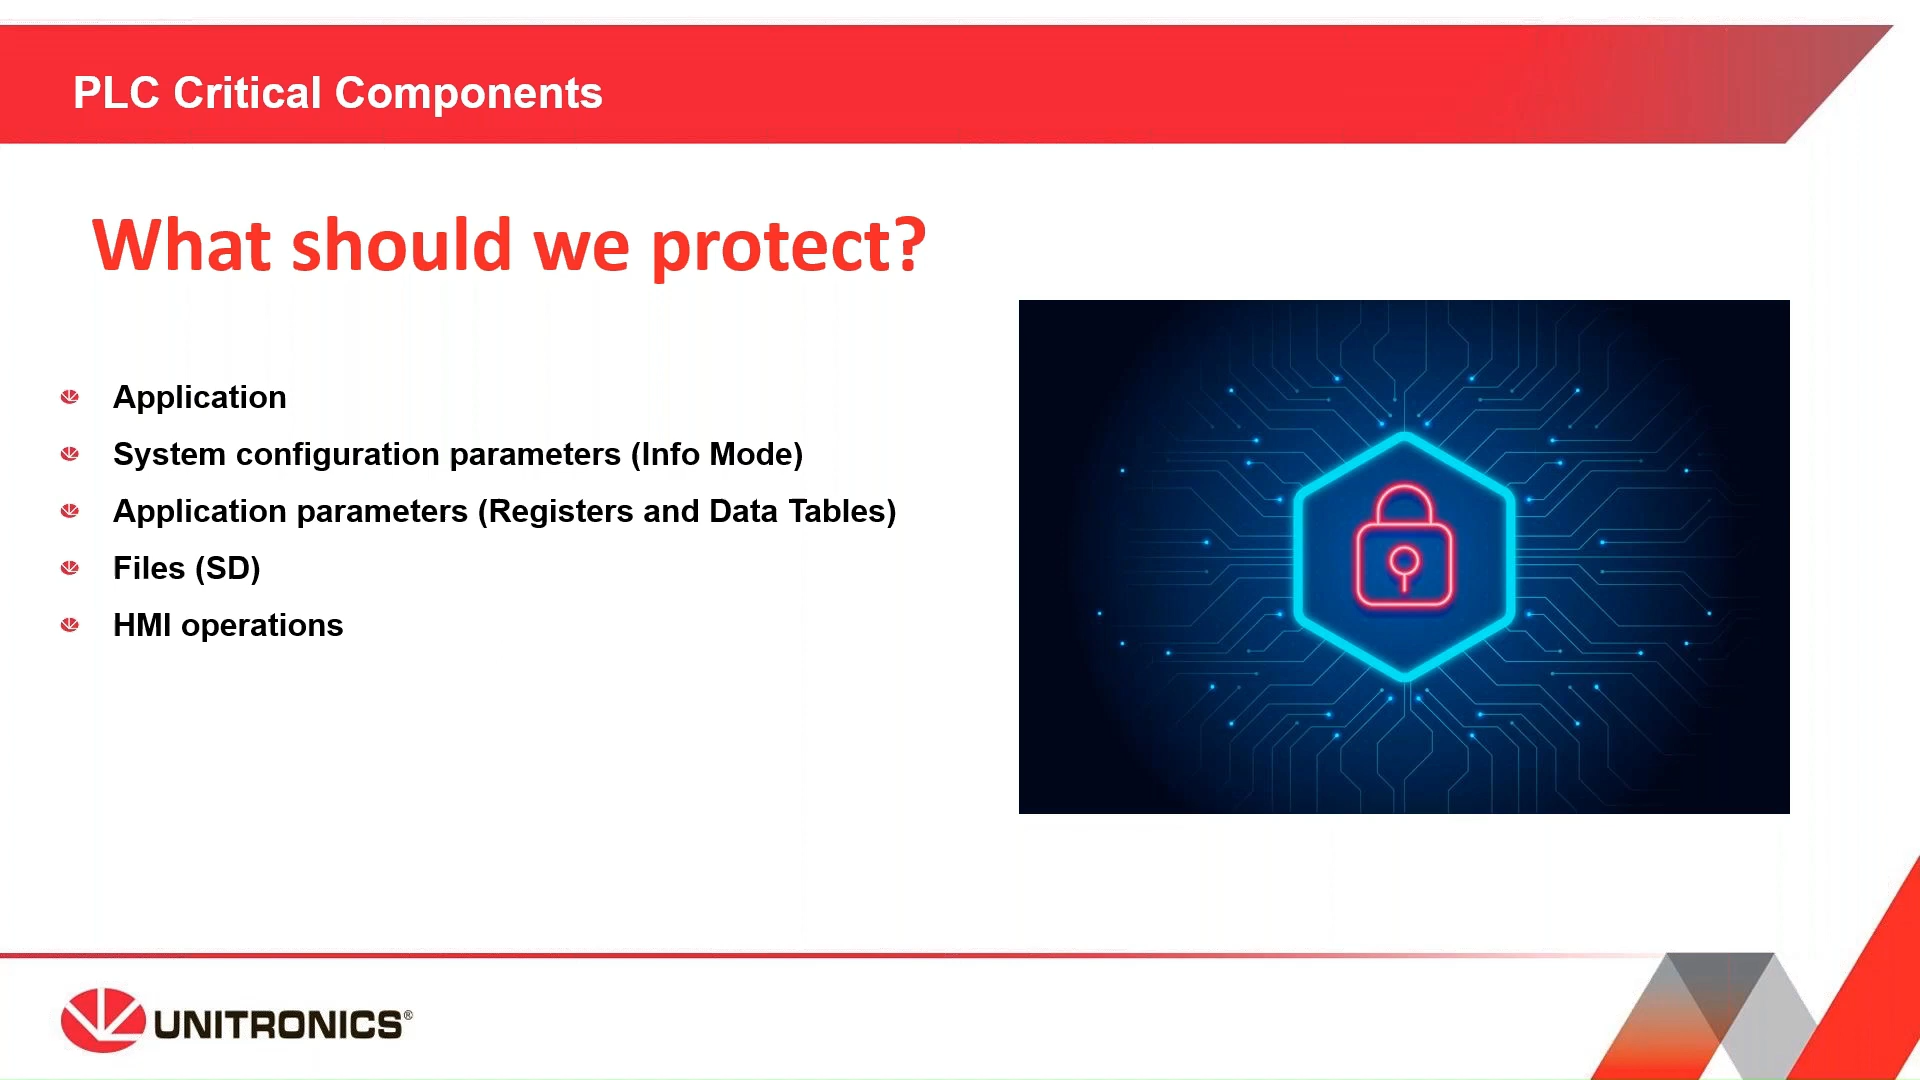 PLC Critical Components
What should we protect?
Application
System configuration parameters (Info Mode)
Application parameters (Registers and Data Tables)
Files (SD)
HMI operations
UNITRONICS®